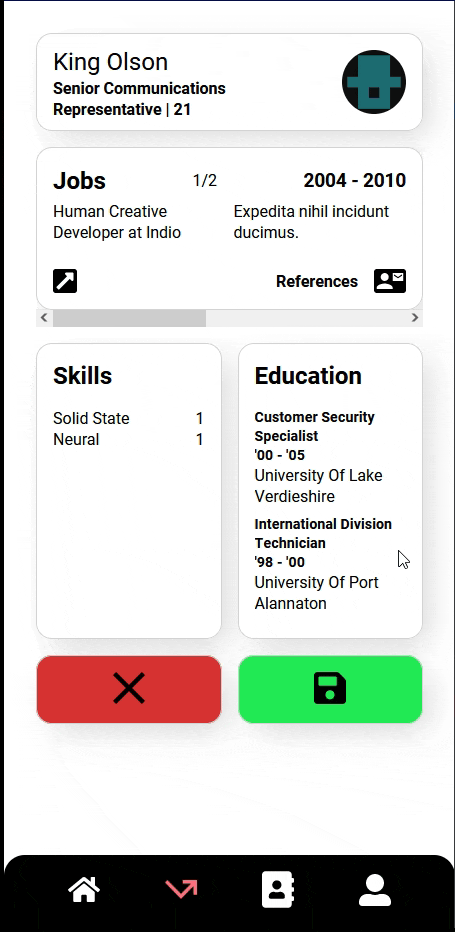 King Olson
Senior Communications
Representative | 21
Jobs 1/2 2004 - 2010
Human Creative
Developer at Indio
Expedita nihil incidunt
ducimus.
References
Skills
Solid State 1
Neural 1
Education
Customer Security
Specialist
'00 - '05
University Of Lake
Verdieshire
International Division
Technician
'98 - '00
University Of Port
Alannaton